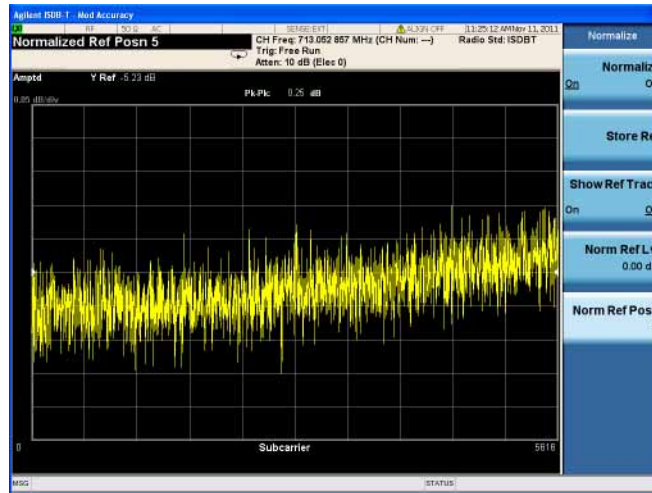 Agilent ISDB-T - Mod Accuracy
RF 50 Ω AC SENSE:EXT ALIGN OFF 11:25:12 AM Nov 11, 2011
Normalized Ref Posn 5
CH Freq: 713.052 857 MHz (CH Num: ---) Radio Std: ISDBT
Trig: Free Run
Atten: 10 dB (Elec 0)
Amptd Y Ref -5.23 dB
Pk-Pk: 0.25 dB
0.05 dB/div
0 Subcarrier 5616
MSG STATUS
Normalize
Normaliz
On O
Store Re
Show Ref Trac
On O
Norm Ref L
0.00 d
Norm Ref Pos